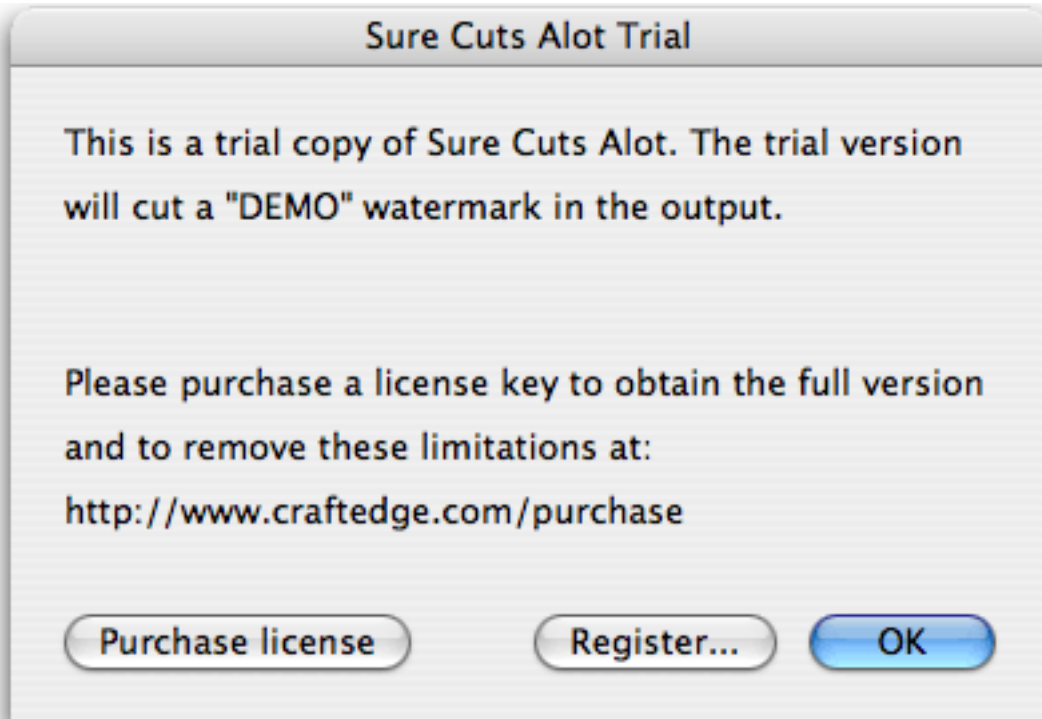 Sure Cuts Alot Trial
This is a trial copy of Sure Cuts Alot. The trial version
will cut a "DEMO" watermark in the output.
Please purchase a license key to obtain the full version
and to remove these limitations at:
http://www.craftedge.com/purchase
Purchase license Register... OK